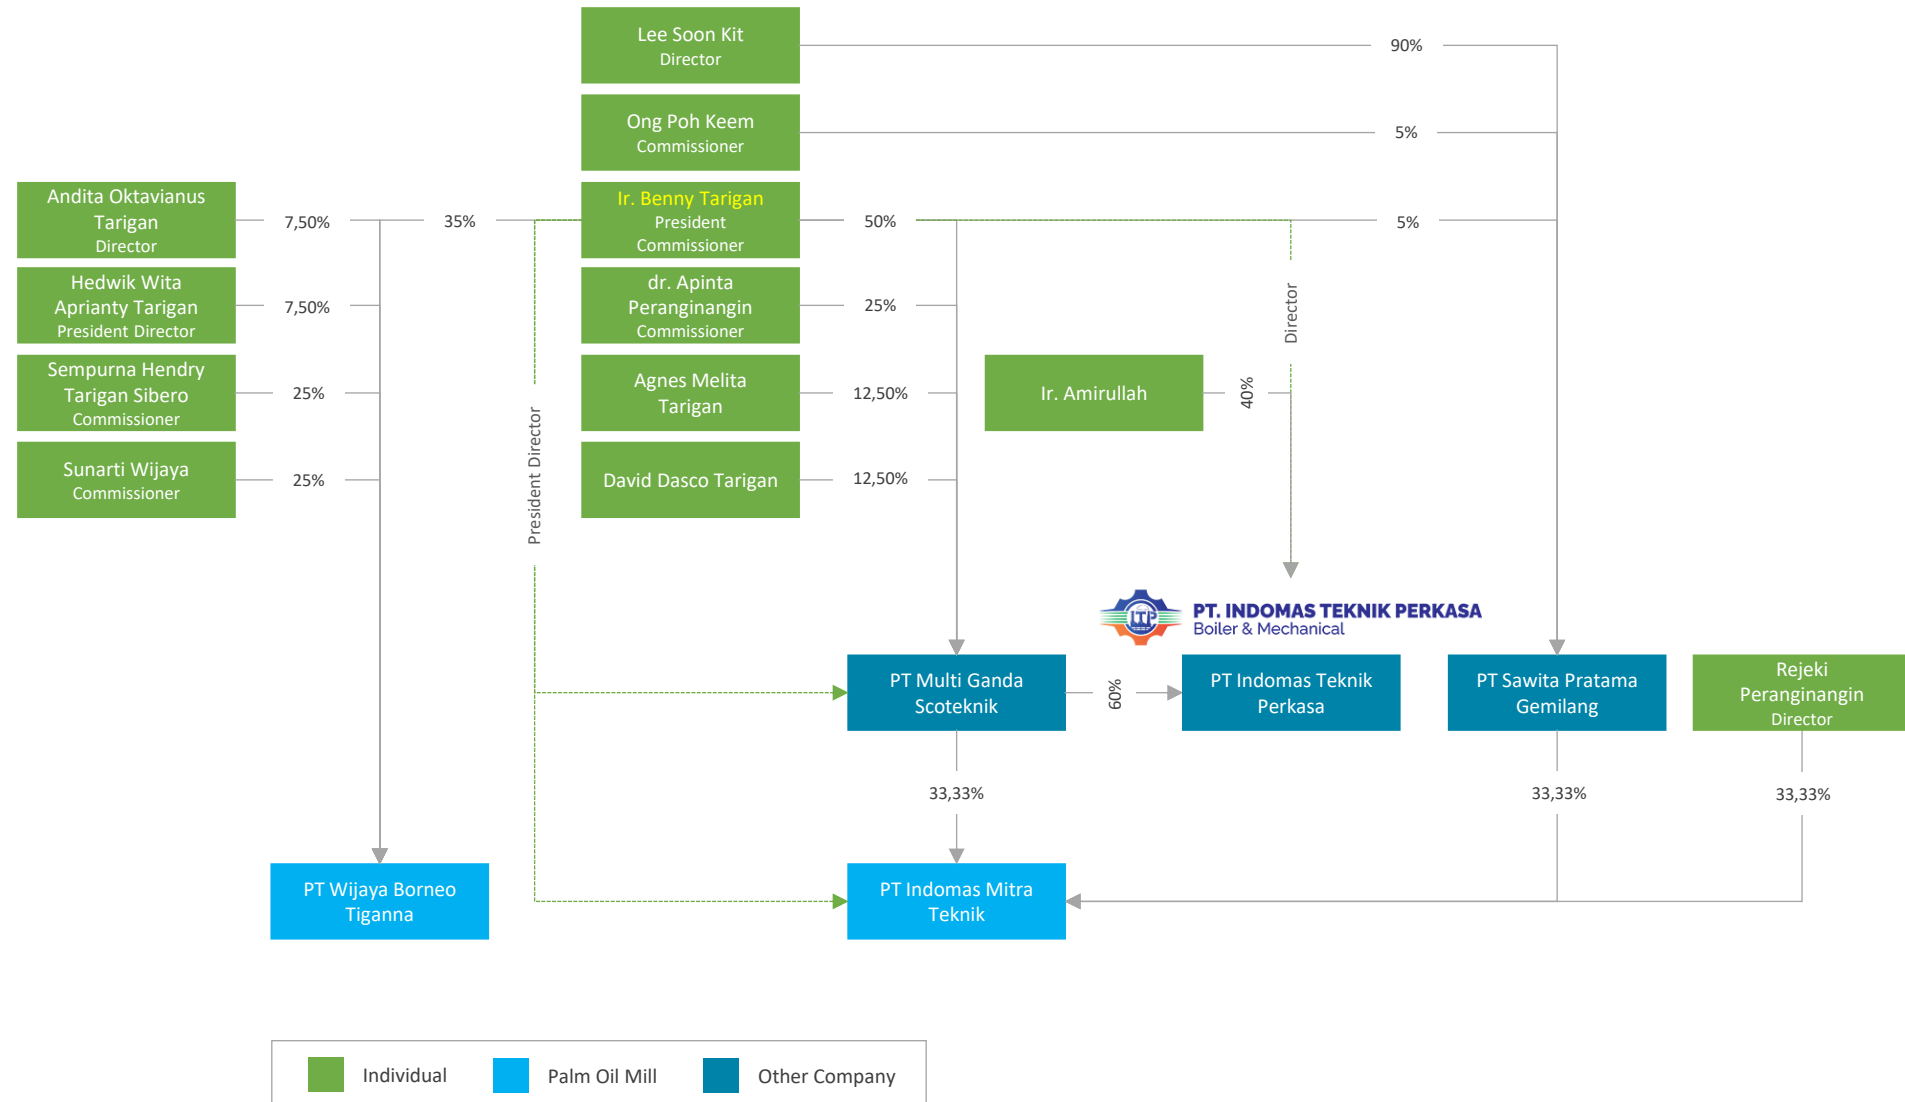 Lee Soon Kit
Director
90%
Ong Poh Keem
Commissioner
5%
Andita Oktavianus
Tarigan
Director
7,50%
35%
Ir. Benny Tarigan
President
Commissioner
50%
5%
Hedwik Wita
Aprianty Tarigan
President Director
7,50%
dr. Apinta
Peranginangin
Commissioner
25%
Director
Sempurna Hendry
Tarigan Sibero
Commissioner
25%
Agnes Melita
Tarigan
12,50%
Ir. Amirullah
40%
Sunarti Wijaya
Commissioner
25%
President Director
David Dasco Tarigan
12,50%
ITP
PT. INDOMAS TEKNIK PERKASA
Boiler & Mechanical
PT Multi Ganda
Scoteknik
60%
PT Indomas Teknik
Perkasa
PT Sawita Pratama
Gemilang
Rejeki
Peranginangin
Director
33,33%
33,33%
33,33%
PT Wijaya Borneo
Tiganna
PT Indomas Mitra
Teknik
Individual
Palm Oil Mill
Other Company